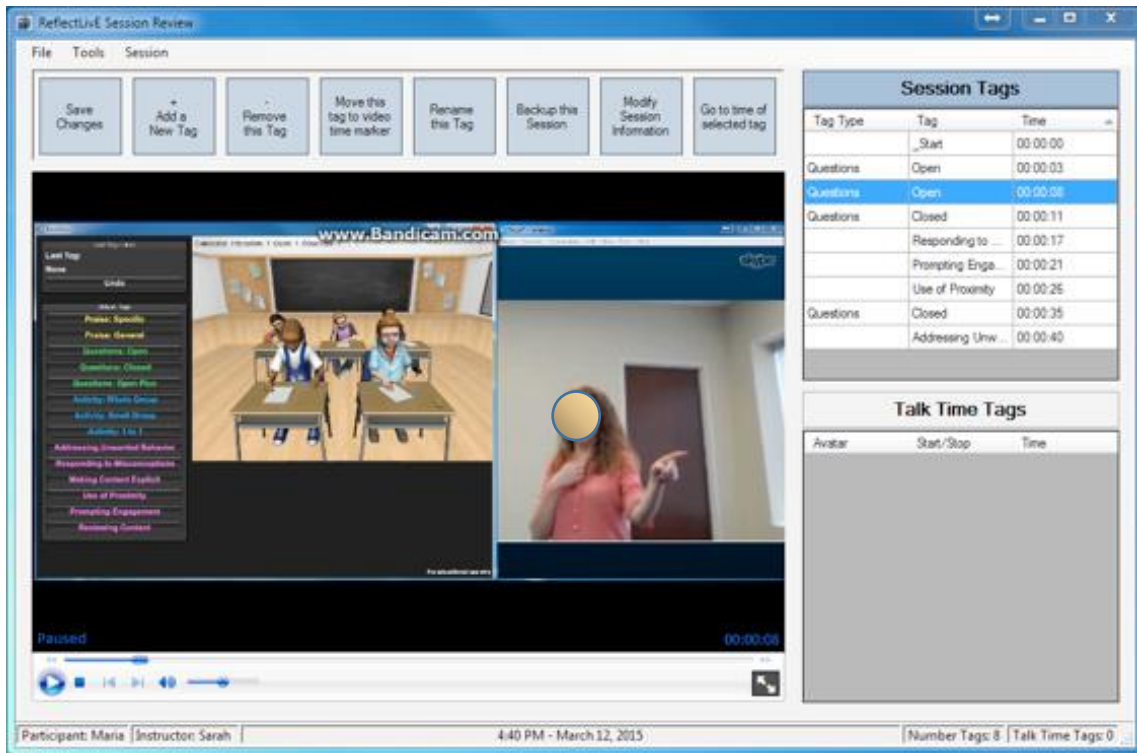 ReflectLivE Session Review
File Tools Session
Save Changes
+ Add a New Tag
- Remove this Tag
Move this tag to video time marker
Rename this Tag
Backup this Session
Modify Session Information
Go to time of selected tag
Session Tags
Tag Type Tag Time
_Start 00:00:00
Questions Open 00:00:03
Questions Open 00:00:08
Questions Closed 00:00:11
Responding to ... 00:00:17
Prompting Enga... 00:00:21
Use of Proximity 00:00:26
Questions Closed 00:00:35
Addressing Unw... 00:00:40
Talk Time Tags
Avatar Start/Stop Time
www.Bandicam.com
skype
Last Tag:
None
Undo
Praise: Specific
Praise: General
Questions: Open
Questions: Closed
Questions: Open Plus
Activity: Whole Group
Activity: Small Group
Activity: 1 to 1
Addressing Unwanted Behavior
Responding to Misconceptions
Making Content Explicit
Use of Proximity
Prompting Engagement
Reviewing Content
Paused 00:00:08
Participant: Maria Instructor: Sarah 4:40 PM - March 12, 2015 Number Tags: 8 Talk Time Tags: 0